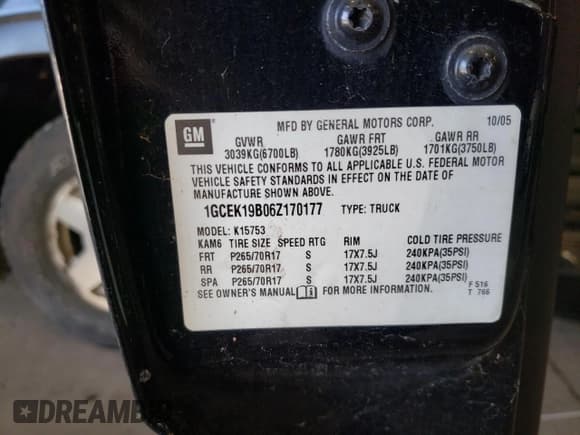 MFD BY GENERAL MOTORS CORP. 10/05
GM
GVWR GAWR FRT GAWR RR
3039KG(6700LB) 1780KG(3925LB) 1701KG(3750LB)
THIS VEHICLE CONFORMS TO ALL APPLICABLE U.S. FEDERAL MOTOR
VEHICLE SAFETY STANDARDS IN EFFECT ON THE DATE OF
MANUFACTURE SHOWN ABOVE.
1GCEK19B06Z170177 TYPE: TRUCK
MODEL: K15753
KAM6 TIRE SIZE SPEED RTG RIM COLD TIRE PRESSURE
FRT P265/70R17 S 17X7.5J 240KPA(35PSI)
RR P265/70R17 S 17X7.5J 240KPA(35PSI)
SPA P265/70R17 S 17X7.5J 240KPA(35PSI)
SEE OWNER'S MANUAL FOR MORE INFORMATION.
F 516
T 766
DREAMBID